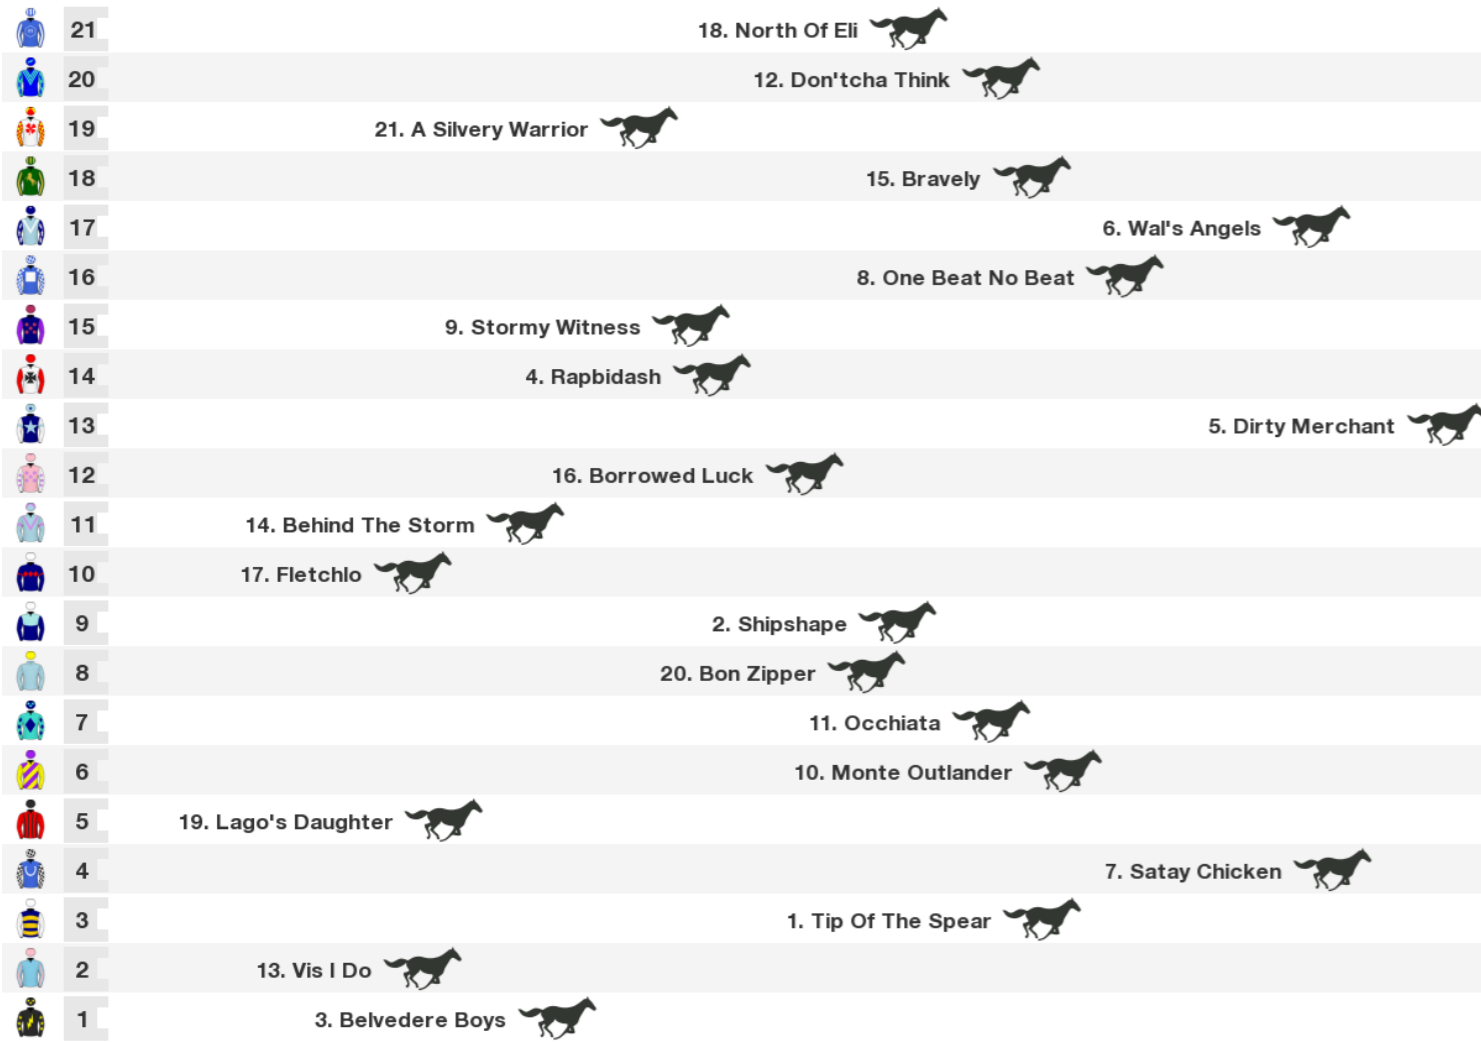 21 18. North Of Eli
20 12. Don'tcha Think
19 21. A Silvery Warrior
18 15. Bravely
17 6. Wal's Angels
16 8. One Beat No Beat
15 9. Stormy Witness
14 4. Rapbidash
13 5. Dirty Merchant
12 16. Borrowed Luck
11 14. Behind The Storm
10 17. Fletchlo
9 2. Shipshape
8 20. Bon Zipper
7 11. Occhiata
6 10. Monte Outlander
5 19. Lago's Daughter
4 7. Satay Chicken
3 1. Tip Of The Spear
2 13. Vis I Do
1 3. Belvedere Boys